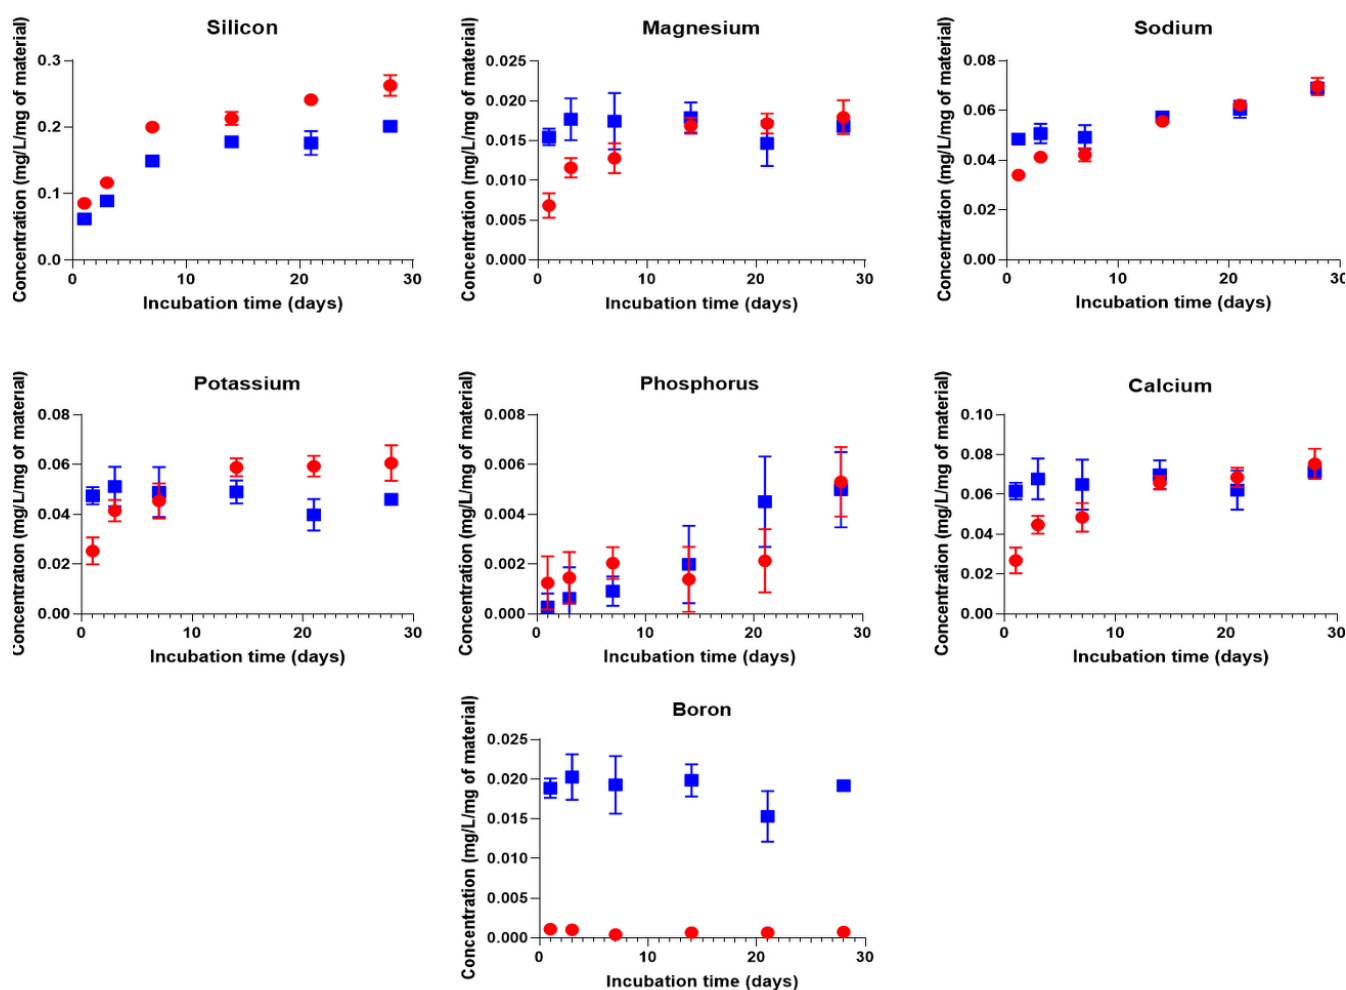 Silicon
Concentration (mg/L/mg of material)
0.3
0.2
0.1
0.0
0 10 20 30
Incubation time (days)
Magnesium
Concentration (mg/L/mg of material)
0.025
0.020
0.015
0.010
0.005
0.000
0 10 20 30
Incubation time (days)
Sodium
Concentration (mg/L/mg of material)
0.08
0.06
0.04
0.02
0.00
0 10 20 30
Incubation time (days)
Potassium
Concentration (mg/L/mg of material)
0.08
0.06
0.04
0.02
0.00
0 10 20 30
Incubation time (days)
Phosphorus
Concentration (mg/L/mg of material)
0.008
0.006
0.004
0.002
0.000
0 10 20 30
Incubation time (days)
Calcium
Concentration (mg/L/mg of material)
0.10
0.08
0.06
0.04
0.02
0.00
0 10 20 30
Incubation time (days)
Boron
Concentration (mg/L/mg of material)
0.025
0.020
0.015
0.010
0.005
0.000
0 10 20 30
Incubation time (days)